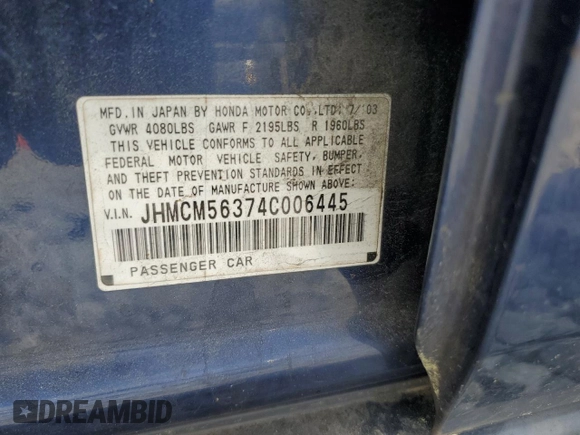 MFD.IN JAPAN BY HONDA MOTOR CO.,LTD. 7/'03
GVWR 4080LBS GAWR F 2195LBS R 1960LBS
THIS VEHICLE CONFORMS TO ALL APPLICABLE
FEDERAL MOTOR VEHICLE SAFETY, BUMPER,
AND THEFT PREVENTION STANDARDS IN EFFECT
ON THE DATE OF MANUFACTURE SHOWN ABOVE:
V.I.N. JHMCM56374C006445
PASSENGER CAR
DREAMBID